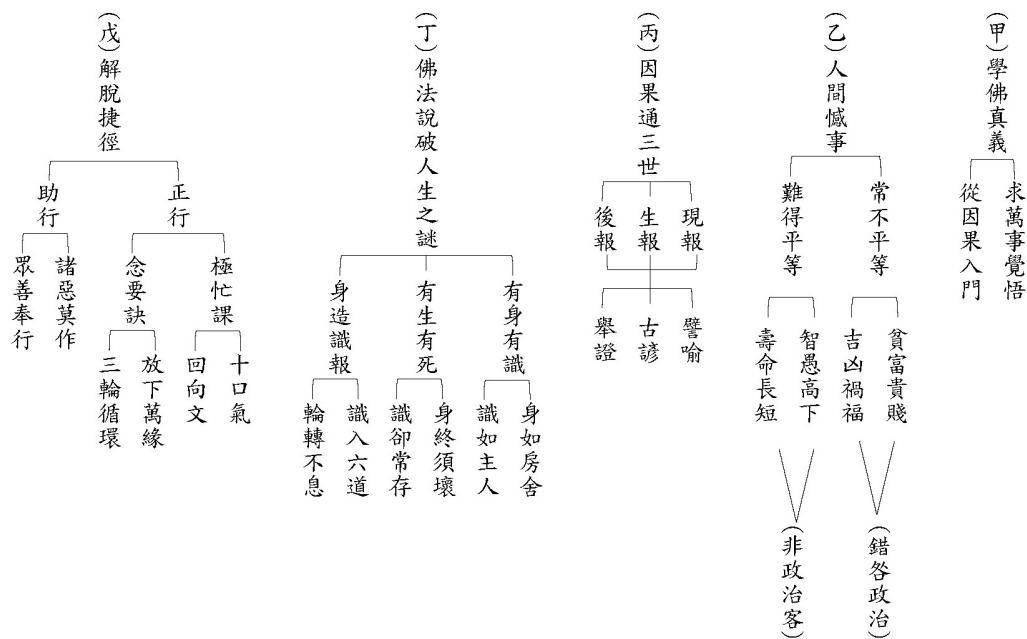 (甲)學佛真義
求萬事覺悟
從因果入門
(乙)人間憾事
常不平等
貧富貴賤
吉凶禍福
(錯咎政治)
難得平等
智愚高下
壽命長短
(非政治客)
(丙)因果通三世
現報
生報
後報
譬喻
古諺
舉證
(丁)佛法說破人生之謎
有身有識
身如房舍
識如主人
有生有死
身終須壞
識卻常存
身造識報
識入六道
輪轉不息
(戊)解脫捷徑
正行
極忙課
十口氣
回向文
念要訣
放下萬緣
三輪循環
助行
諸惡莫作
眾善奉行